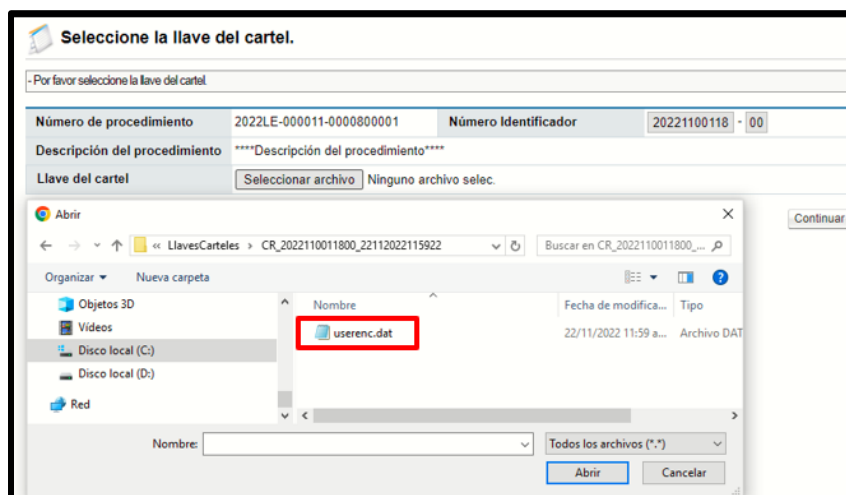 Seleccione la llave del cartel.
- Por favor seleccione la llave del cartel.
Número de procedimiento 2022LE-000011-0000800001 Número Identificador 20221100118 - 00
Descripción del procedimiento ****Descripción del procedimiento****
Llave del cartel Seleccionar archivo Ninguno archivo selec.
Continuar
Abrir
« LlavesCarteles > CR_2022110011800_22112022115922 Buscar en CR_2022110011800_...
Organizar Nueva carpeta
Objetos 3D
Vídeos
Disco local (C:)
Disco local (D:)
Red
Nombre Fecha de modifica... Tipo
userenc.dat 22/11/2022 11:59 a... Archivo DAT
Nombre: Todos los archivos (*.*)
Abrir Cancelar